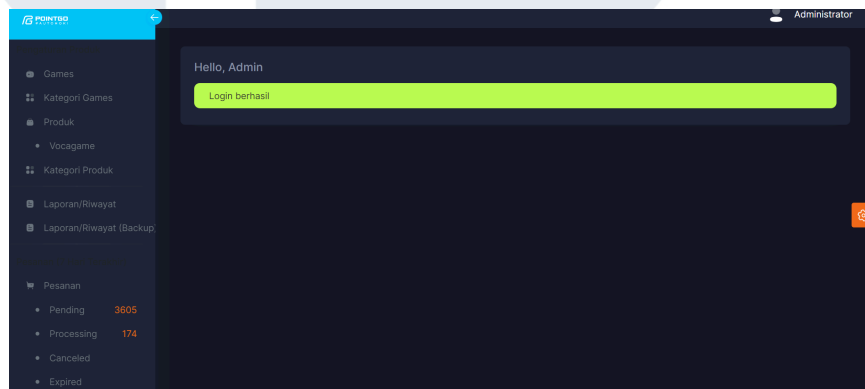 POINTGO
Administrator
Hello, Admin
Login berhasil
Games
Kategori Games
Produk
Vocagame
Kategori Produk
Laporan/Riwayat
Laporan/Riwayat (Backup)
Pesanan
Pending 3605
Processing 174
Canceled
Expired